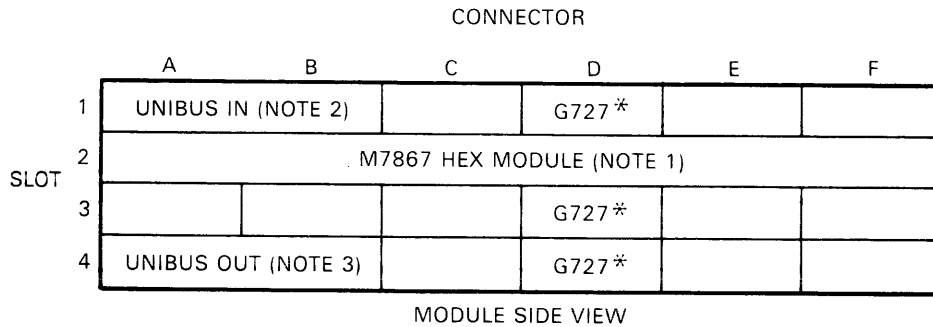 CONNECTOR
A B C D E F
1 UNIBUS IN (NOTE 2) G727*
2 M7867 HEX MODULE (NOTE 1)
SLOT
3 G727*
4 UNIBUS OUT (NOTE 3) G727*
MODULE SIDE VIEW